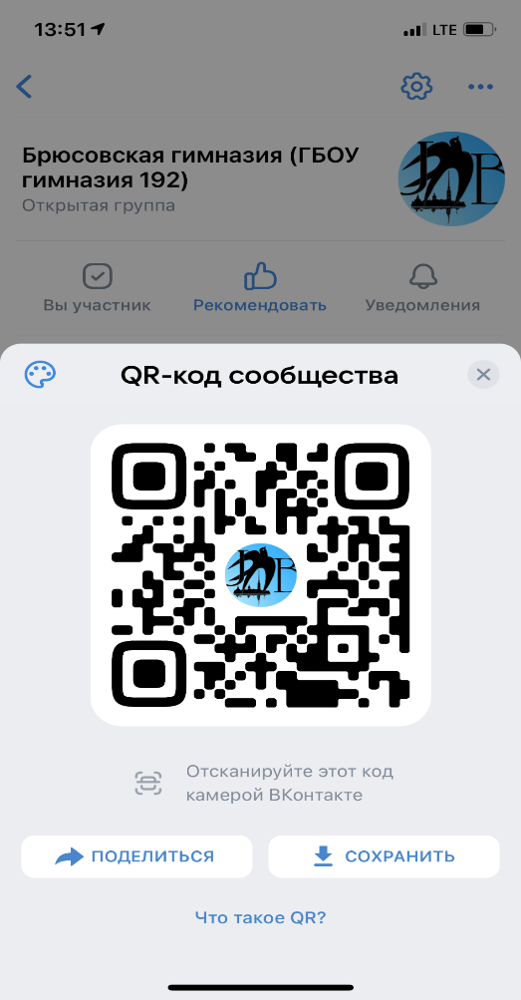 13:51
LTE
Брюсовская гимназия (ГБОУ
гимназия 192)
Открытая группа
Вы участник
Рекомендовать
Уведомления
QR-код сообщества
Отсканируйте этот код
камерой ВКонтакте
ПОДЕЛИТЬСЯ
СОХРАНИТЬ
Что такое QR?